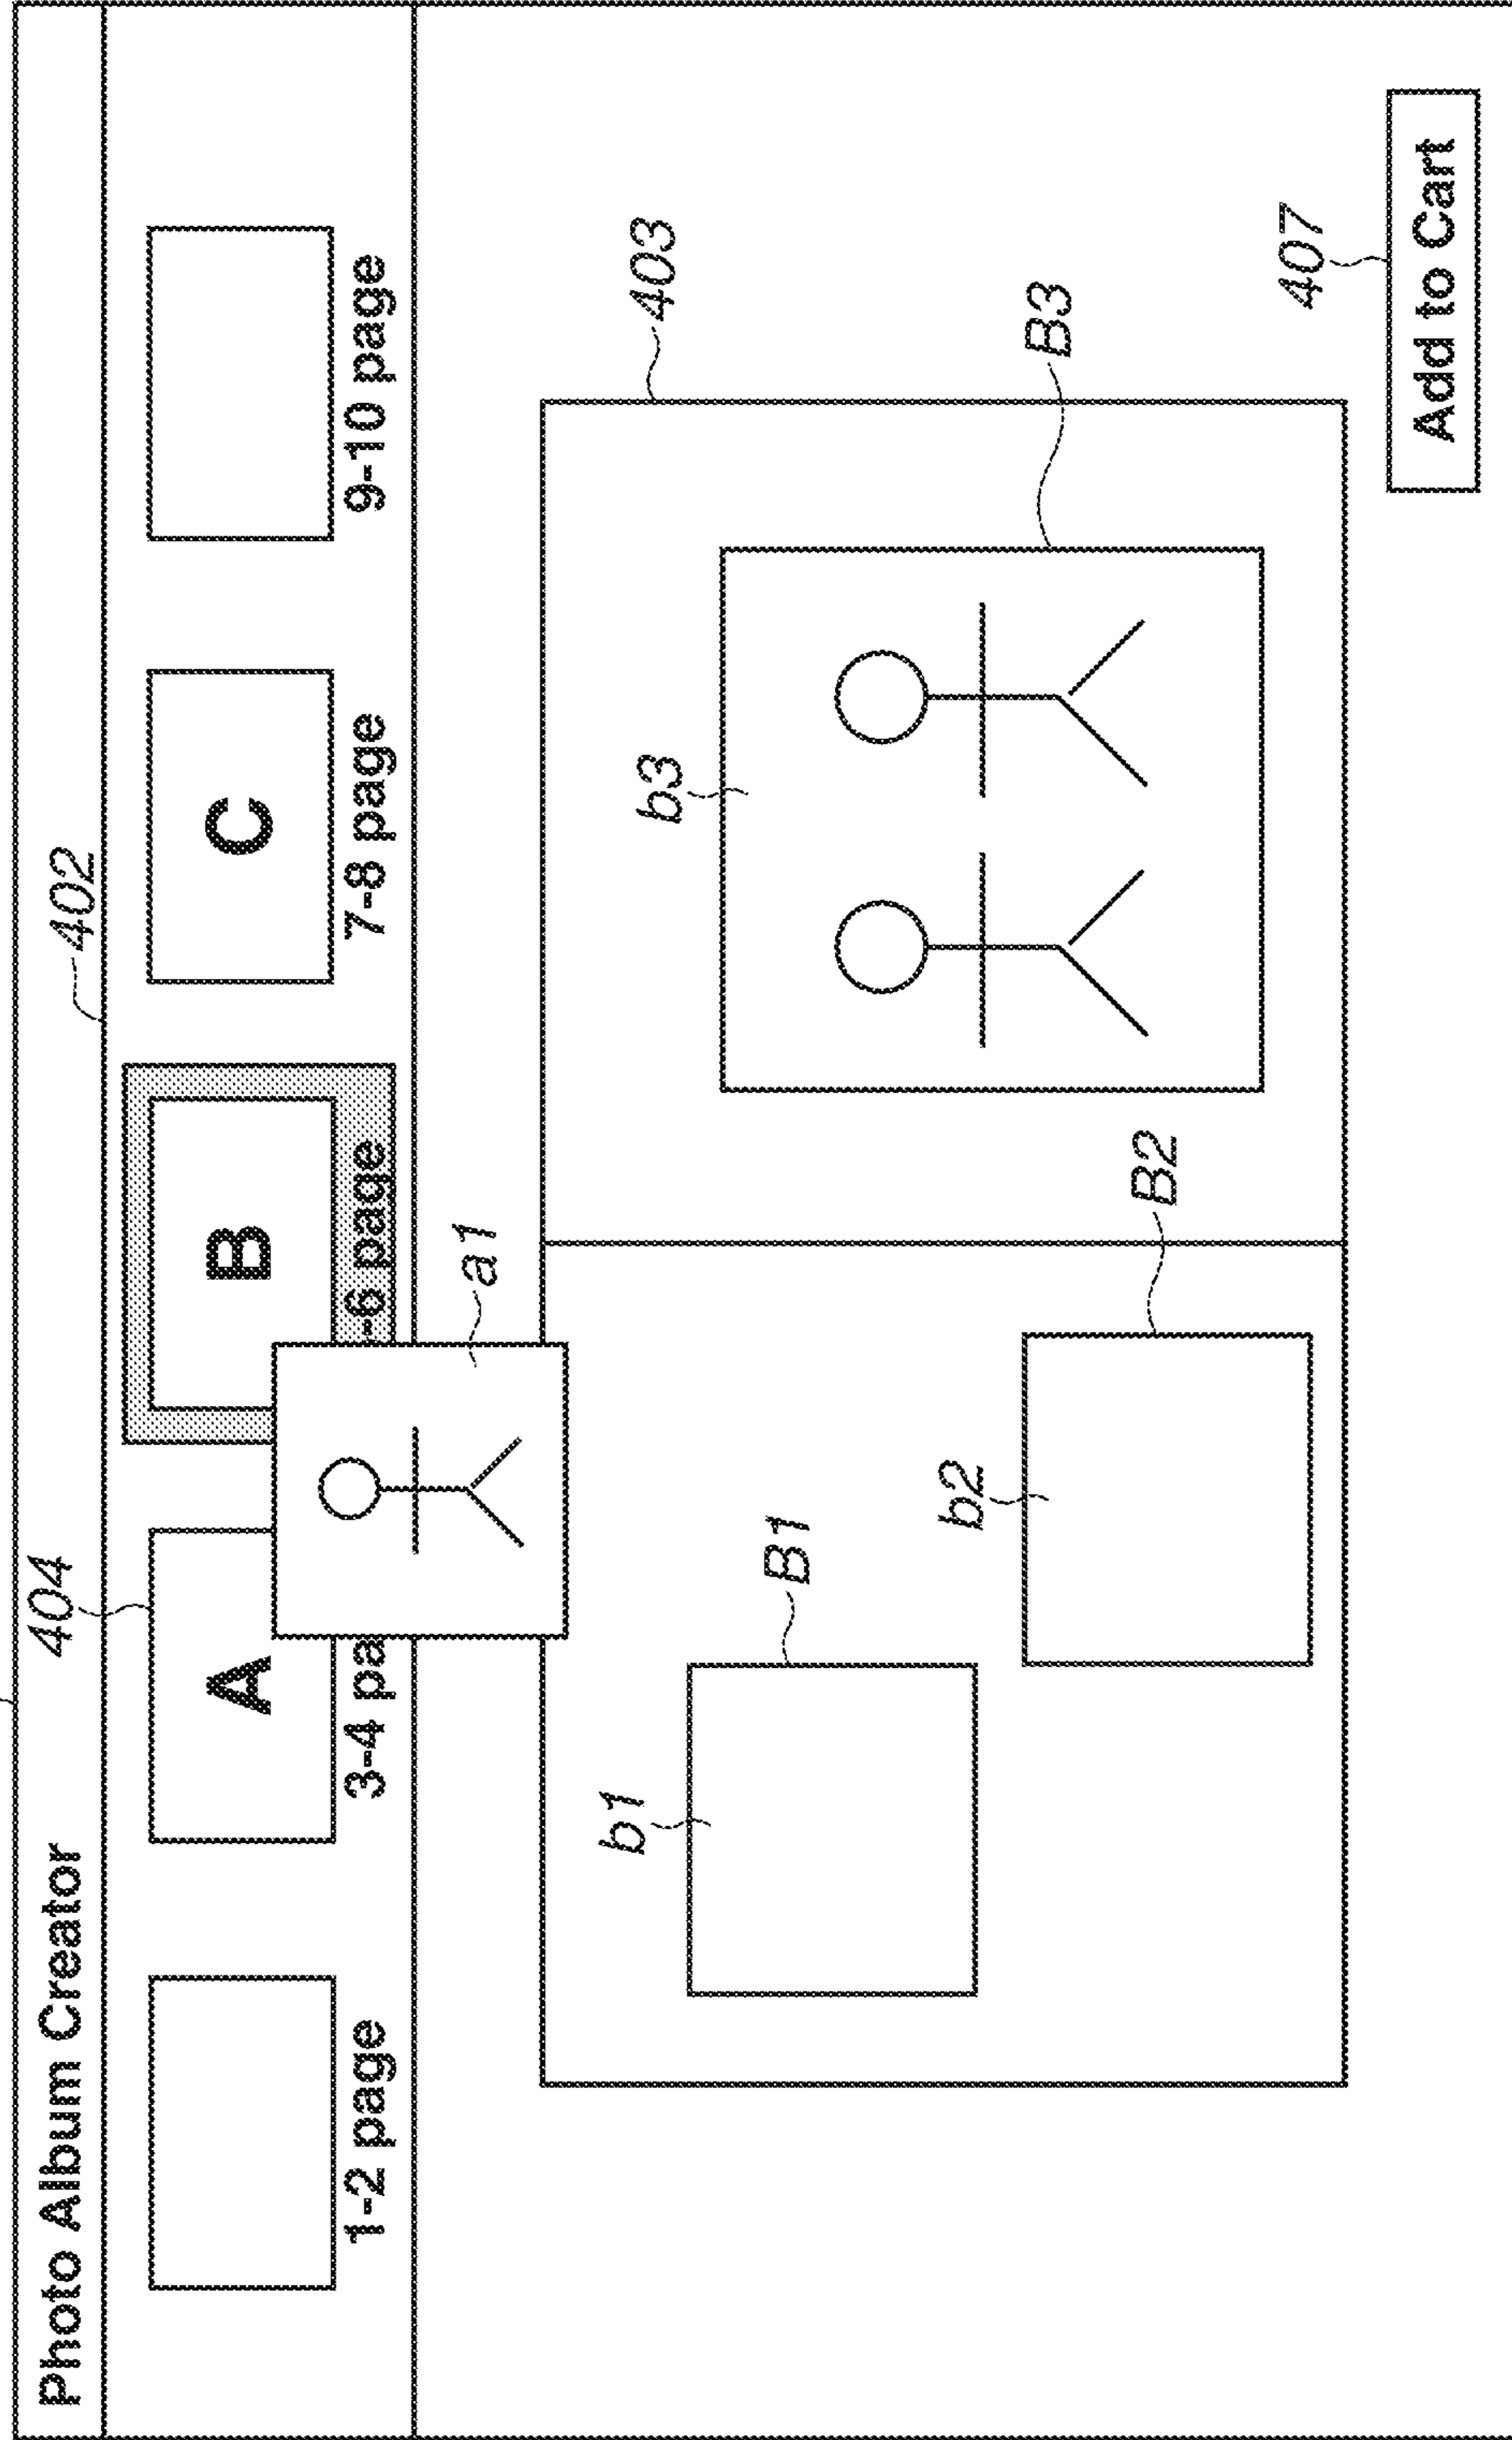 Photo Album Creator
404
402
A
B
C
1-2 page
3-4 pa
-6 page
7-8 page
9-10 page
a1
403
b1
B1
b2
B2
b3
B3
407
Add to Cart